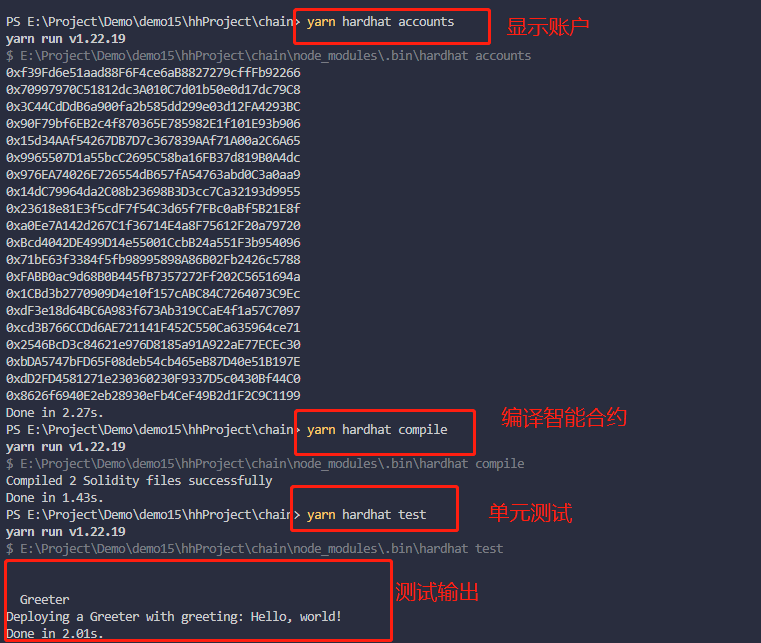 PS E:\Project\Demo\demo15\hhProject\chain> yarn hardhat accounts
显示账户
yarn run v1.22.19
$ E:\Project\Demo\demo15\hhProject\chain\node_modules\.bin\hardhat accounts
0xf39Fd6e51aad88F6F4ce6aB8827279cffFb92266
0x70997970C51812dc3A010C7d01b50e0d17dc79C8
0x3C44CdDdB6a900fa2b585dd299e03d12FA4293BC
0x90F79bf6EB2c4f870365E785982E1f101E93b906
0x15d34AAf54267DB7D7c367839AAf71A00a2C6A65
0x9965507D1a55bcC2695C58ba16FB37d819B0A4dc
0x976EA74026E726554dB657fA54763abd0C3a0aa9
0x14dC79964da2C08b23698B3D3cc7Ca32193d9955
0x23618e81E3f5cdF7f54C3d65f7FBc0aBf5B21E8f
0xa0Ee7A142d267C1f36714E4a8F75612F20a79720
0xBcd4042DE499D14e55001CcbB24a551F3b954096
0x71bE63f3384f5fb98995898A86B02Fb2426c5788
0xFABB0ac9d68B0B445fB7357272Ff202C5651694a
0x1CBd3b2770909D4e10f157cABC84C7264073C9Ec
0xdF3e18d64BC6A983f673Ab319CCaE4f1a57C7097
0xcd3B766CCDd6AE721141F452C550Ca635964ce71
0x2546BcD3c84621e976D8185a91A922aE77ECEc30
0xbDA5747bFD65F08deb54cb465eB87D40e51B197E
0xdD2FD4581271e230360230F9337D5c0430Bf44C0
0x8626f6940E2eb28930eFb4CeF49B2d1F2C9C1199
Done in 2.27s.
PS E:\Project\Demo\demo15\hhProject\chain> yarn hardhat compile
编译智能合约
yarn run v1.22.19
$ E:\Project\Demo\demo15\hhProject\chain\node_modules\.bin\hardhat compile
Compiled 2 Solidity files successfully
Done in 1.43s.
PS E:\Project\Demo\demo15\hhProject\chain> yarn hardhat test
单元测试
yarn run v1.22.19
$ E:\Project\Demo\demo15\hhProject\chain\node_modules\.bin\hardhat test
Greeter
测试输出
Deploying a Greeter with greeting: Hello, world!
Done in 2.01s.